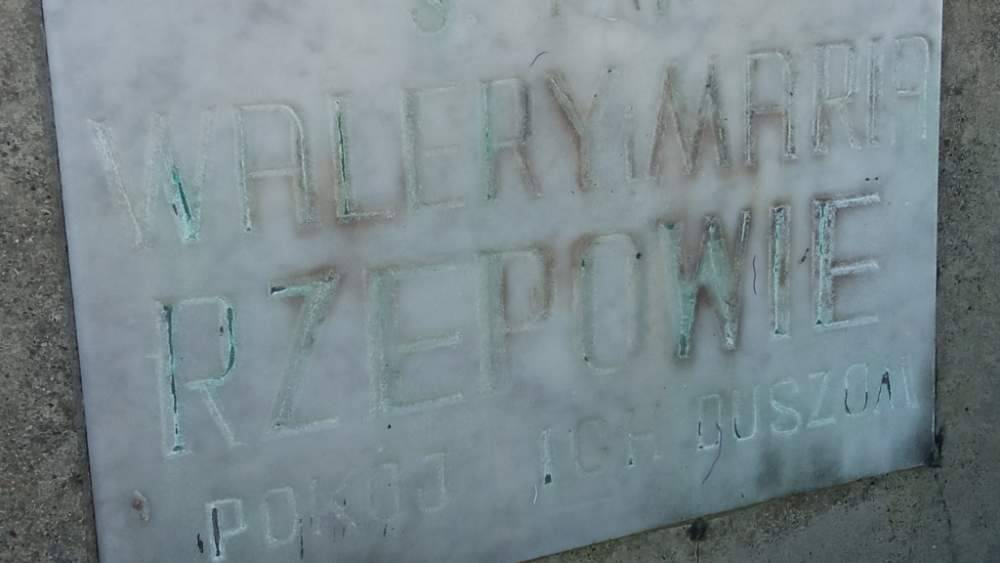 WALERY I MARIA
RZEPOWIE
POKÓJ ICH DUSZOM